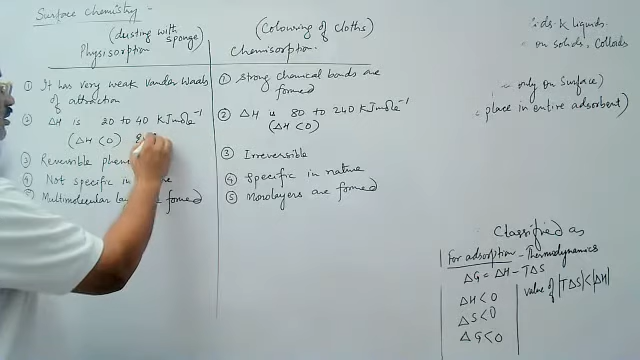 Surface Chemistry -
(dusting with sponge)
Physisorption
① It has very weak Vander Waals
of attraction
② ΔH is 20 to 40 KJmole⁻¹
(ΔH < 0)
③ Reversible
④ Not specific in
⑤ Multimolecular formed
(Colouring of cloths)
Chemisorption.
① Strong chemical bonds are
formed
② ΔH is 80 to 240 KJmole⁻¹
(ΔH < 0)
③ Irreversible
④ Specific in nature
⑤ Monolayers are formed
liquids.
on solids, Colloids
only on Surface)
(place in entire adsorbent)
Classified as
For adsorption - Thermodynamics
ΔG = ΔH - TΔS
ΔH < 0
ΔS < 0
ΔG < 0
value of |TΔS| < |ΔH|